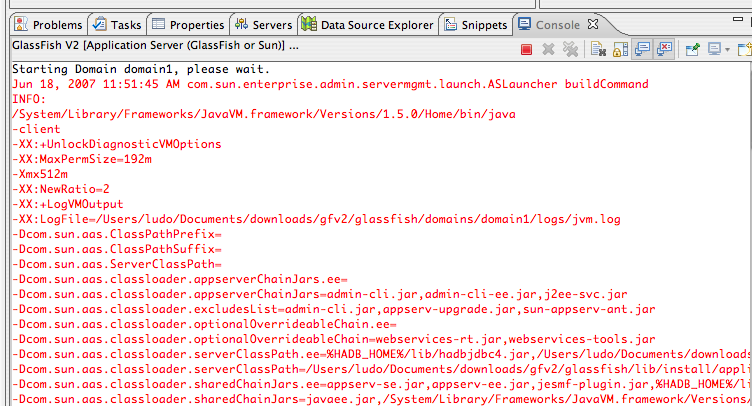 Problems Tasks Properties Servers Data Source Explorer Snippets Console
GlassFish V2 [Application Server (GlassFish or Sun)] ...
Starting Domain domain1, please wait.
Jun 18, 2007 11:51:45 AM com.sun.enterprise.admin.servermgmt.launch.ASLauncher buildCommand
INFO:
/System/Library/Frameworks/JavaVM.framework/Versions/1.5.0/Home/bin/java
-client
-XX:+UnlockDiagnosticVMOptions
-XX:MaxPermSize=192m
-Xmx512m
-XX:NewRatio=2
-XX:+LogVMOutput
-XX:LogFile=/Users/ludo/Documents/downloads/gfv2/glassfish/domains/domain1/logs/jvm.log
-Dcom.sun.aas.ClassPathPrefix=
-Dcom.sun.aas.ClassPathSuffix=
-Dcom.sun.aas.ServerClassPath=
-Dcom.sun.aas.classloader.appserverChainJars.ee=
-Dcom.sun.aas.classloader.appserverChainJars=admin-cli.jar,admin-cli-ee.jar,j2ee-svc.jar
-Dcom.sun.aas.classloader.excludesList=admin-cli.jar,appserv-upgrade.jar,sun-appserv-ant.jar
-Dcom.sun.aas.classloader.optionalOverrideableChain.ee=
-Dcom.sun.aas.classloader.optionalOverrideableChain=webservices-rt.jar,webservices-tools.jar
-Dcom.sun.aas.classloader.serverClassPath.ee=%HADB_HOME%/lib/hadbjdbc4.jar,/Users/ludo/Documents/downloads
-Dcom.sun.aas.classloader.serverClassPath=/Users/ludo/Documents/downloads/gfv2/glassfish/lib/install/appli
-Dcom.sun.aas.classloader.sharedChainJars.ee=appserv-se.jar,appserv-ee.jar,jesmf-plugin.jar,%HADB_HOME%/li
-Dcom.sun.aas.classloader.sharedChainJars=javaee.jar,/System/Library/Frameworks/JavaVM.framework/Versions